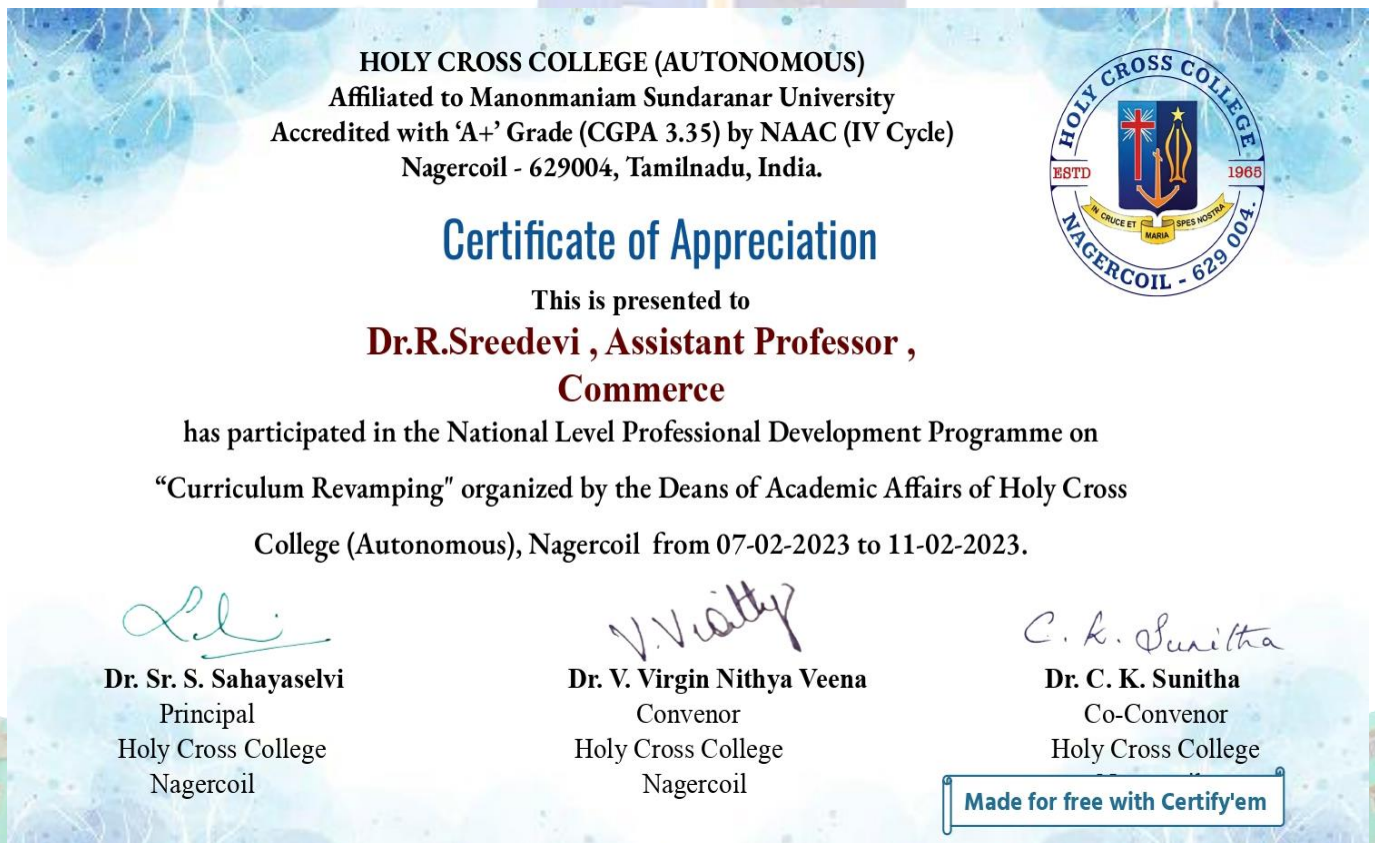 HOLY CROSS COLLEGE (AUTONOMOUS)
Affiliated to Manonmaniam Sundaranar University
Accredited with ‘A+’ Grade (CGPA 3.35) by NAAC (IV Cycle)
Nagercoil - 629004, Tamilnadu, India.
HOLY CROSS COLLEGE
ESTD 1965
IN CRUCE ET MARIA SPES NOSTRA
NAGERCOIL - 629 004.
Certificate of Appreciation
This is presented to
Dr.R.Sreedevi , Assistant Professor ,
Commerce
has participated in the National Level Professional Development Programme on
“Curriculum Revamping" organized by the Deans of Academic Affairs of Holy Cross
College (Autonomous), Nagercoil from 07-02-2023 to 11-02-2023.
C. K. Sunitha
Dr. Sr. S. Sahayaselvi
Principal
Holy Cross College
Nagercoil
Dr. V. Virgin Nithya Veena
Convenor
Holy Cross College
Nagercoil
Dr. C. K. Sunitha
Co-Convenor
Holy Cross College
Made for free with Certify'em